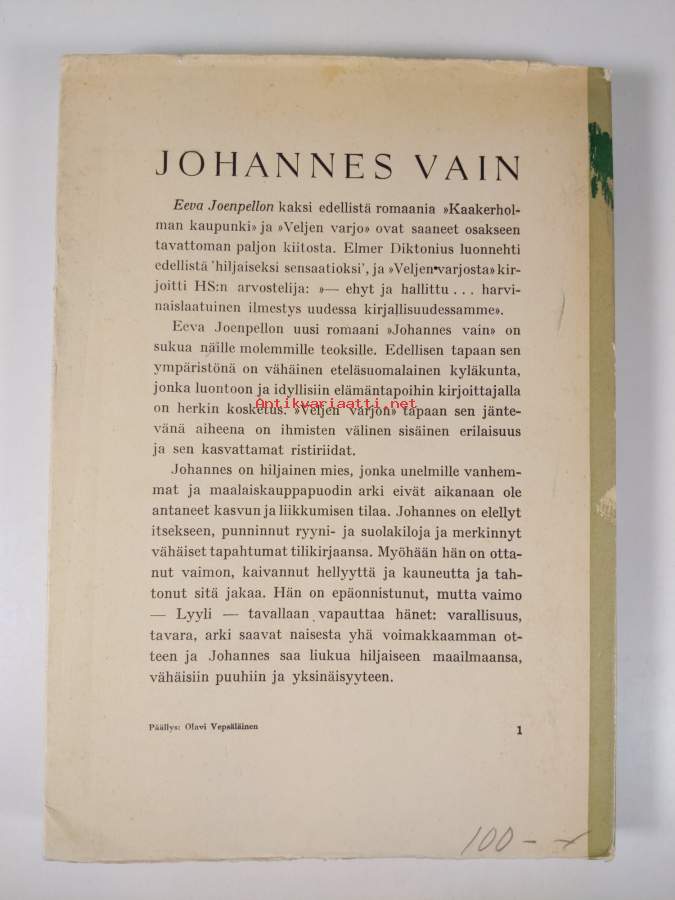 JOHANNES VAIN
Eeva Joenpellon kaksi edellistä romaania »Kaakerhol-
man kaupunki» ja »Veljen varjo» ovat saaneet osakseen
tavattoman paljon kiitosta. Elmer Diktonius luonnehti
edellistä 'hiljaiseksi sensaatioksi', ja »Veljen varjosta» kir-
joitti HS:n arvostelija: »— ehyt ja hallittu . . . harvi-
naislaatuinen ilmestys uudessa kirjallisuudessamme».
Eeva Joenpellon uusi romaani »Johannes vain» on
sukua näille molemmille teoksille. Edellisen tapaan sen
ympäristönä on vähäinen eteläsuomalainen kyläkunta,
jonka luontoon ja idyllisiin elämäntapoihin kirjoittajalla
Antikvariaatti.net
on herkin kosketus. »Veljen varjon» tapaan sen jänte-
vänä aiheena on ihmisten välinen sisäinen erilaisuus
ja sen kasvattamat ristiriidat.
Johannes on hiljainen mies, jonka unelmille vanhem-
mat ja maalaiskauppapuodin arki eivät aikanaan ole
antaneet kasvun ja liikkumisen tilaa. Johannes on elellyt
itsekseen, punninnut ryyni- ja suolakiloja ja merkinnyt
vähäiset tapahtumat tilikirjaansa. Myöhään hän on otta-
nut vaimon, kaivannut hellyyttä ja kauneutta ja tah-
tonut sitä jakaa. Hän on epäonnistunut, mutta vaimo
— Lyyli — tavallaan vapauttaa hänet: varallisuus,
tavara, arki saavat naisesta yhä voimakkaamman ot-
teen ja Johannes saa liukua hiljaiseen maailmaansa,
vähäisiin puuhiin ja yksinäisyyteen.
Päällys: Olavi Vepsäläinen 1
100-